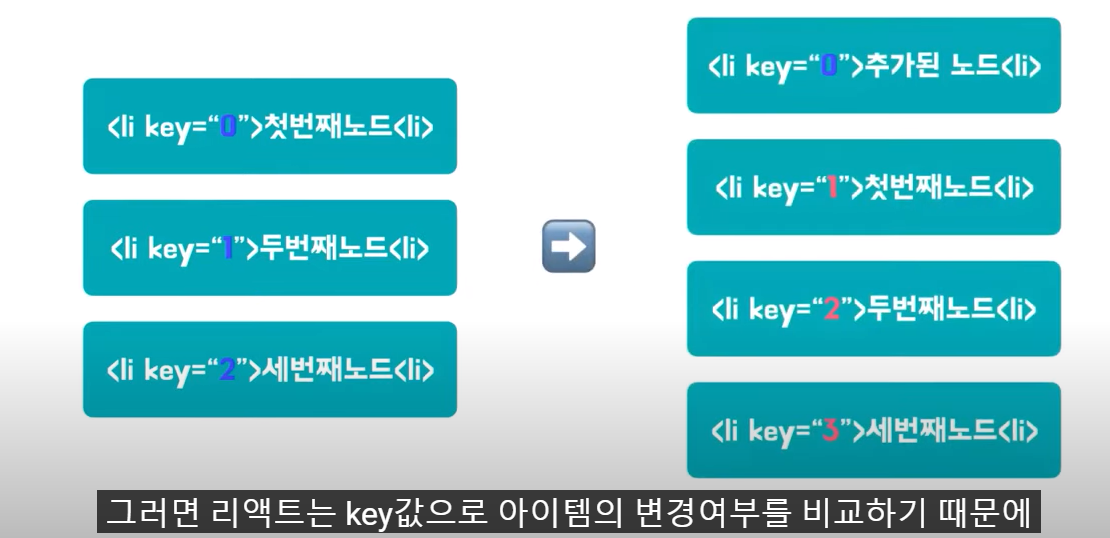 <li key=“0”>첫번째노드<li>
<li key=“1”>두번째노드<li>
<li key=“2”>세번째노드<li>
<li key=“0”>추가된 노드<li>
<li key=“1”>첫번째노드<li>
<li key=“2”>두번째노드<li>
<li key=“3”>세번째노드<li>
그러면 리액트는 key값으로 아이템의 변경여부를 비교하기 때문에